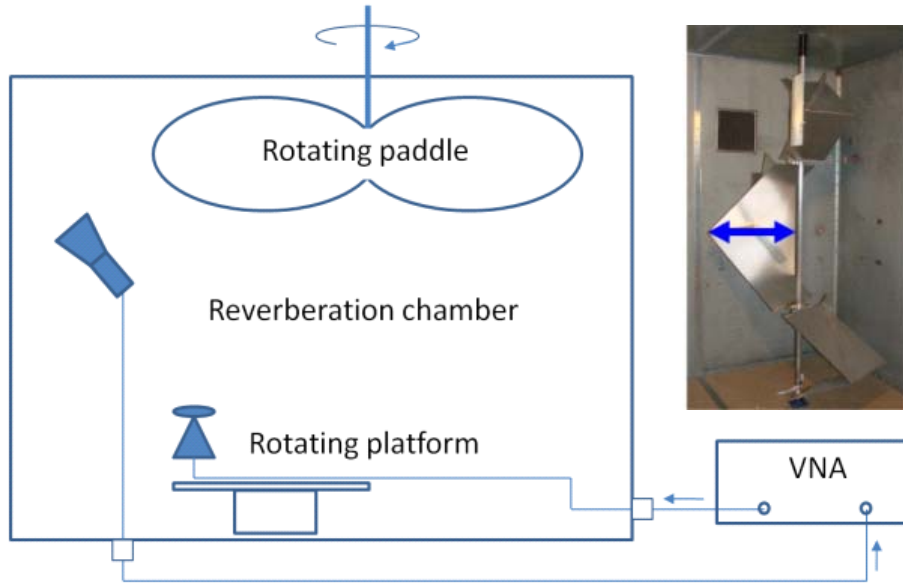 Rotating paddle
Reverberation chamber
Rotating platform
VNA